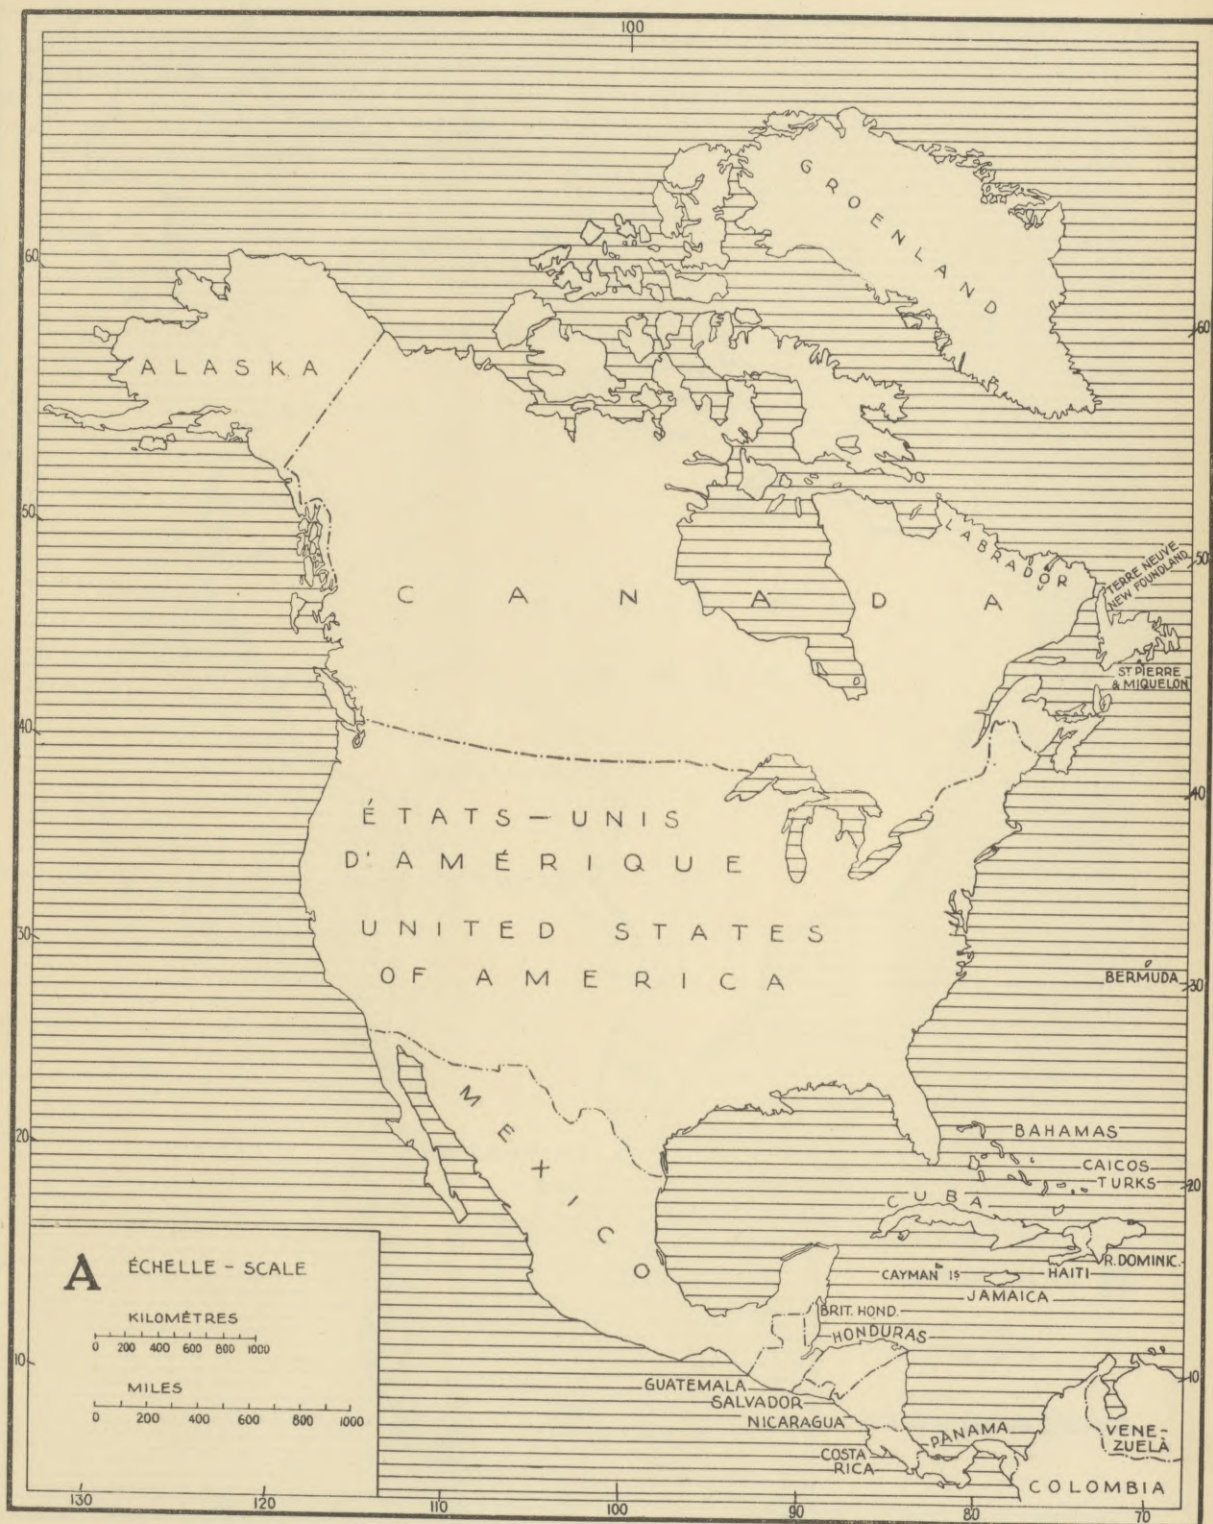 100
GROENLAND
60
60
ALASKA
50
LABRADOR
TERRE NEUVE
NEW FOUNDLAND
50
CANADA
ST PIERRE
& MIQUELON
40
40
ÉTATS-UNIS
D'AMÉRIQUE
UNITED STATES
OF AMERICA
30
BERMUDA
30
MEXICO
20
BAHAMAS
CAICOS
TURKS
20
CUBA
R. DOMINIC.
HAITI
CAYMAN IS
JAMAICA
A
ÉCHELLE - SCALE
KILOMÈTRES
0 200 400 600 800 1000
MILES
0 200 400 600 800 1000
BRIT. HOND.
HONDURAS
10
10
GUATEMALA
SALVADOR
NICARAGUA
COSTA
RICA
PANAMA
VENE-
ZUELA
COLOMBIA
130 120 110 100 90 80 70